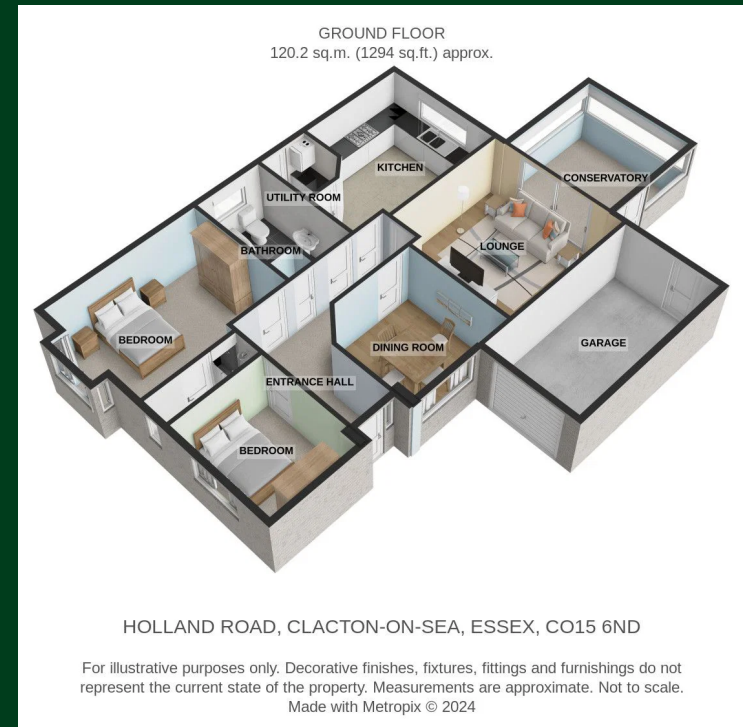 GROUND FLOOR
120.2 sq.m. (1294 sq.ft.) approx.
KITCHEN
CONSERVATORY
UTILITY ROOM
LOUNGE
BATHROOM
BEDROOM
DINING ROOM
GARAGE
ENTRANCE HALL
BEDROOM
HOLLAND ROAD, CLACTON-ON-SEA, ESSEX, CO15 6ND
For illustrative purposes only. Decorative finishes, fixtures, fittings and furnishings do not
represent the current state of the property. Measurements are approximate. Not to scale.
Made with Metropix © 2024